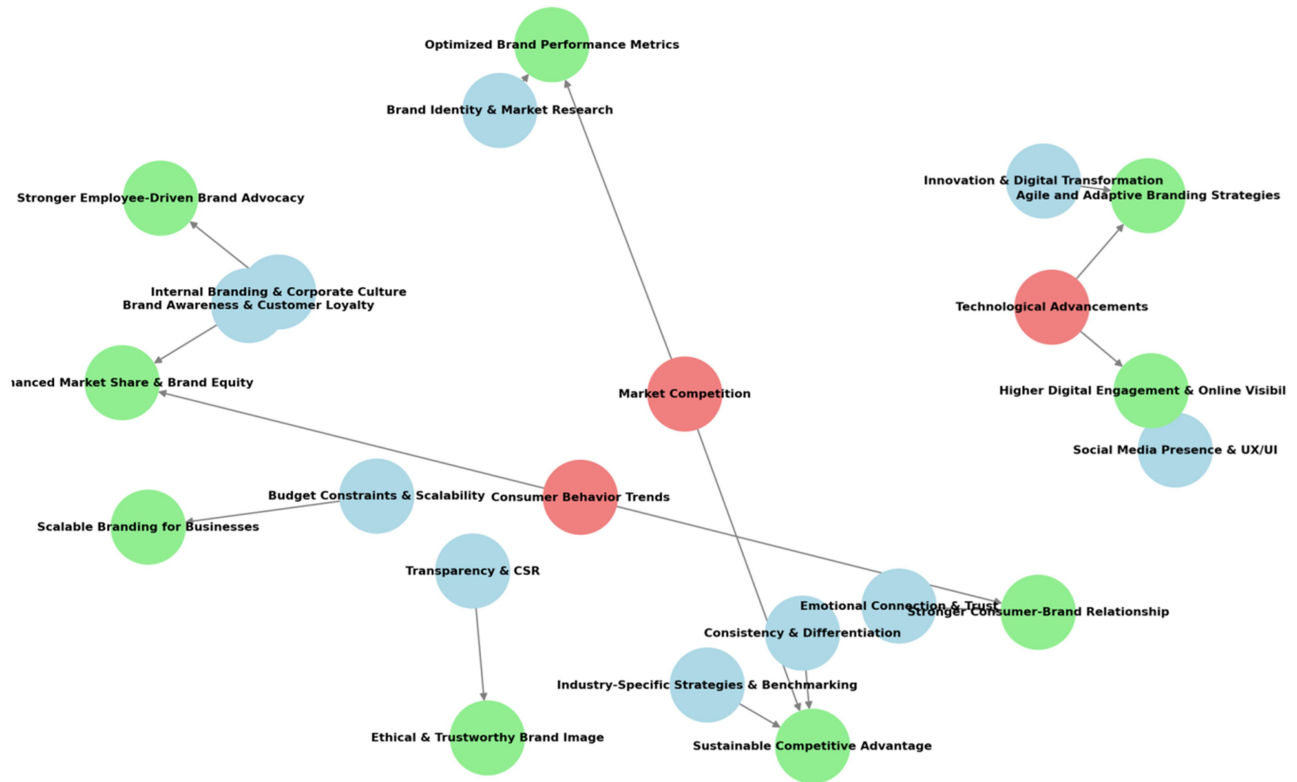 Optimized Brand Performance Metrics
Brand Identity & Market Research
Innovation & Digital Transformation
Agile and Adaptive Branding Strategies
Stronger Employee-Driven Brand Advocacy
Internal Branding & Corporate Culture
Brand Awareness & Customer Loyalty
Technological Advancements
Market Share & Brand Equity
Market Competition
Higher Digital Engagement & Online
Social Media Presence & UX/UI
Budget Constraints & Scalability
Consumer Behavior Trends
Scalable Branding for Businesses
Transparency & CSR
Emotional Connection & Trust
Stronger Consumer-Brand Relationship
Consistency & Differentiation
Industry-Specific Strategies & Benchmarking
Ethical & Trustworthy Brand Image
Sustainable Competitive Advantage